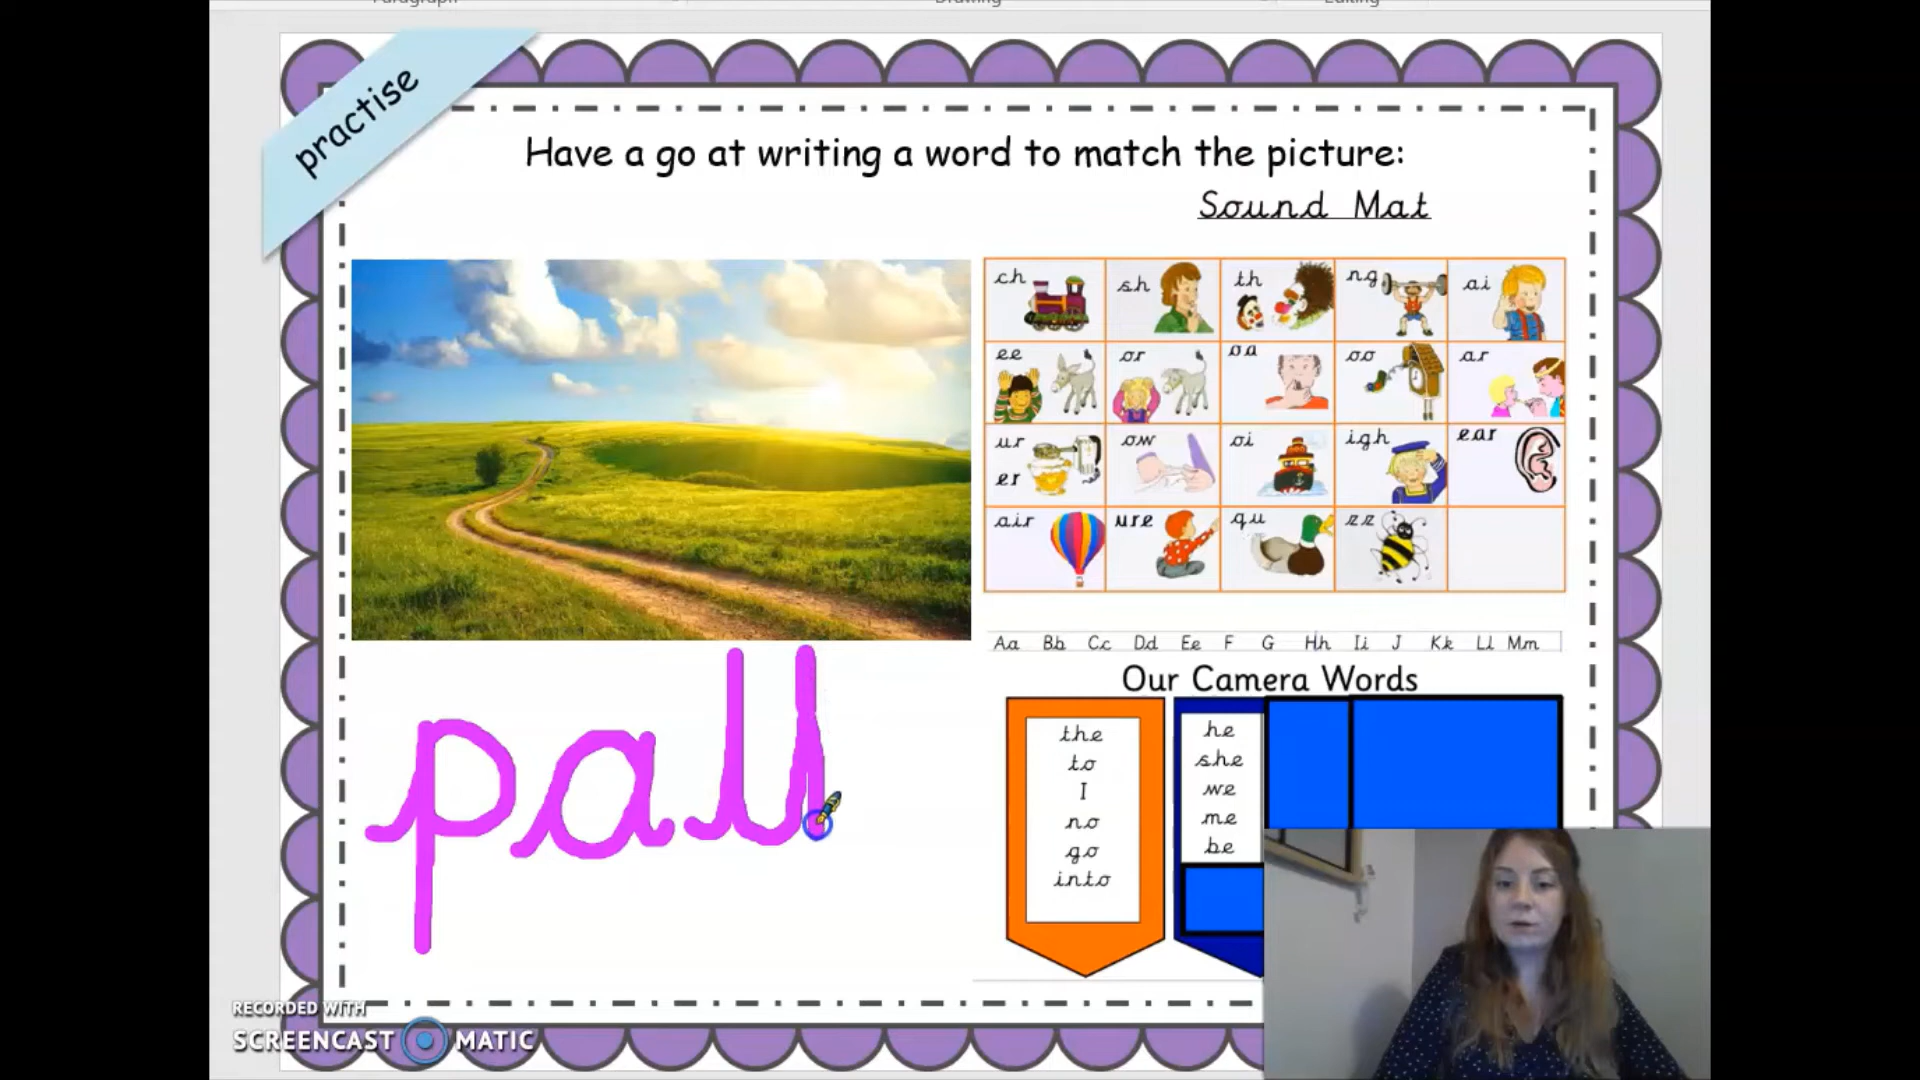 Paragraph Drawing Editing
practise
Have a go at writing a word to match the picture:
Sound Mat
ch sh th ng ai
ee or oa oo ar
ur er ow oi igh ear
air ure qu zz
Aa Bb Cc Dd Ee F G Hh Ii J Kk Ll Mm
Our Camera Words
the
to
I
no
go
into
he
she
we
me
be
pall
RECORDED WITH
SCREENCAST MATIC